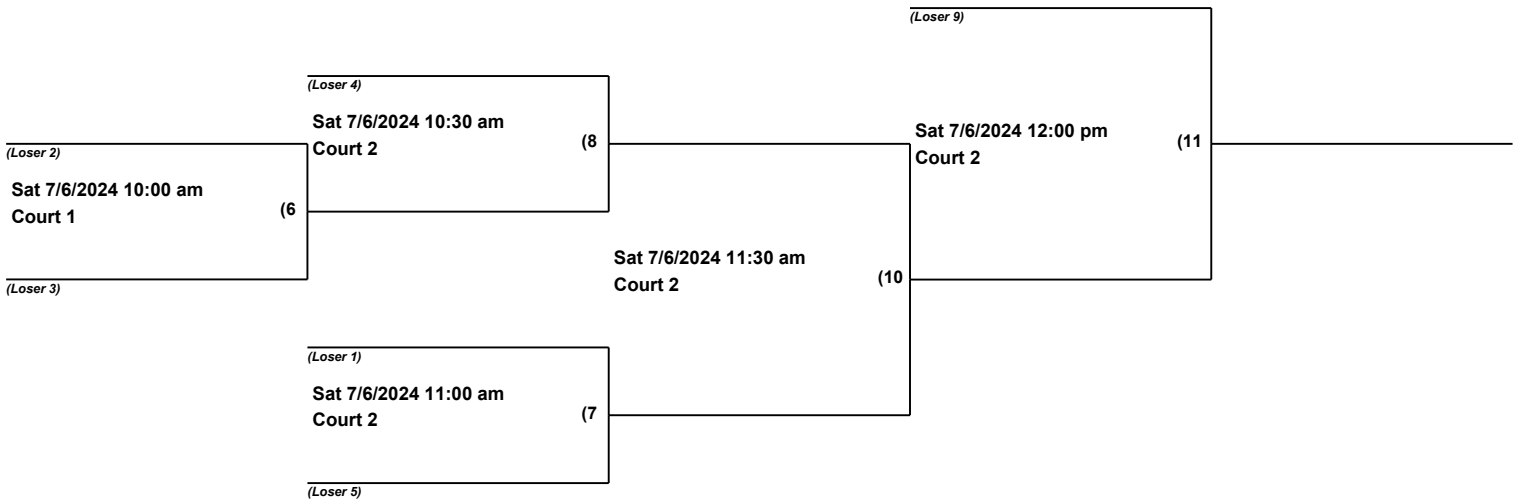 (Loser 9)
(Loser 4)
Sat 7/6/2024 10:30 am
Court 2
(8
Sat 7/6/2024 12:00 pm
Court 2
(11
(Loser 2)
Sat 7/6/2024 10:00 am
Court 1
(6
(Loser 3)
Sat 7/6/2024 11:30 am
Court 2
(10
(Loser 1)
Sat 7/6/2024 11:00 am
Court 2
(7
(Loser 5)